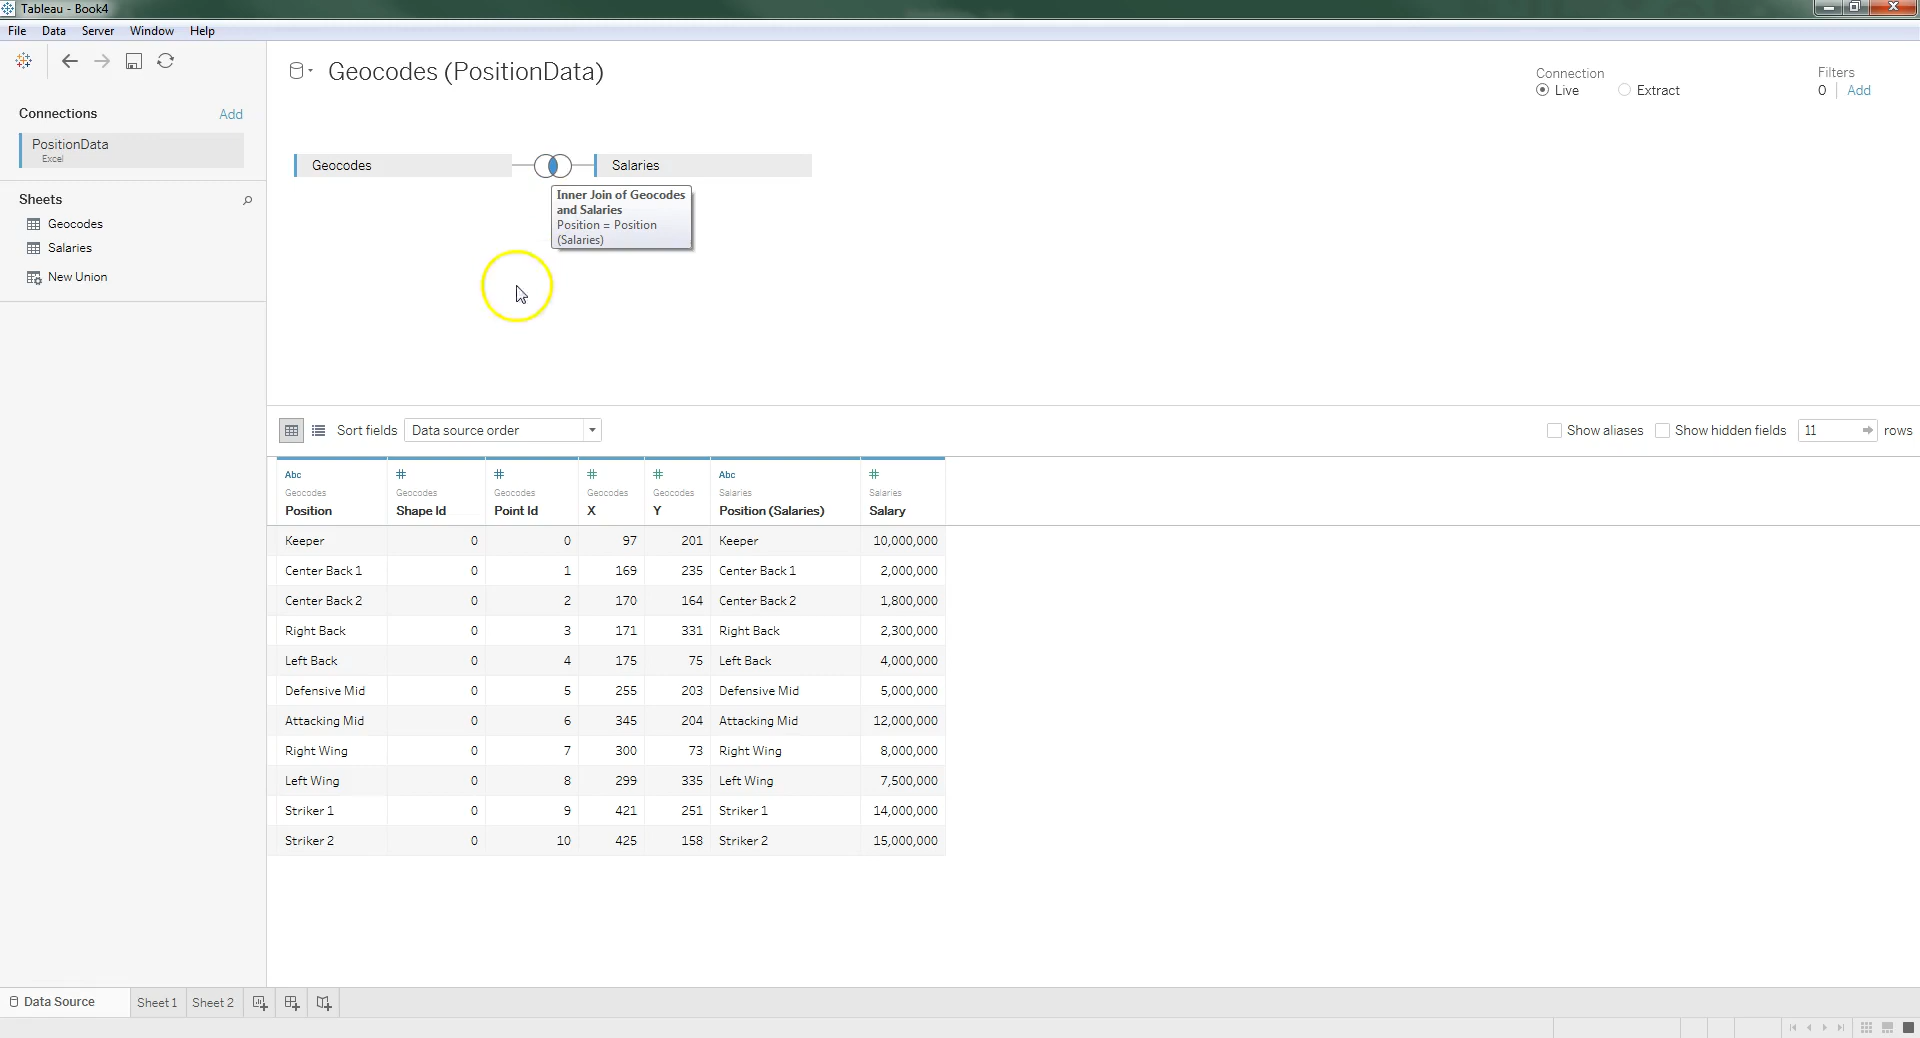 Tableau - Book4
File Data Server Window Help
Geocodes (PositionData)
Connection
Live Extract
Filters
0 Add
Connections Add
PositionData
Excel
Sheets
Geocodes
Salaries
New Union
Geocodes Salaries
Inner Join of Geocodes
and Salaries
Position = Position
(Salaries)
Sort fields Data source order Show aliases Show hidden fields 11 rows
Abc # # # # Abc #
Geocodes Geocodes Geocodes Geocodes Geocodes Salaries Salaries
Position Shape Id Point Id X Y Position (Salaries) Salary
Keeper 0 0 97 201 Keeper 10,000,000
Center Back 1 0 1 169 235 Center Back 1 2,000,000
Center Back 2 0 2 170 164 Center Back 2 1,800,000
Right Back 0 3 171 331 Right Back 2,300,000
Left Back 0 4 175 75 Left Back 4,000,000
Defensive Mid 0 5 255 203 Defensive Mid 5,000,000
Attacking Mid 0 6 345 204 Attacking Mid 12,000,000
Right Wing 0 7 300 73 Right Wing 8,000,000
Left Wing 0 8 299 335 Left Wing 7,500,000
Striker 1 0 9 421 251 Striker 1 14,000,000
Striker 2 0 10 425 158 Striker 2 15,000,000
Data Source Sheet 1 Sheet 2